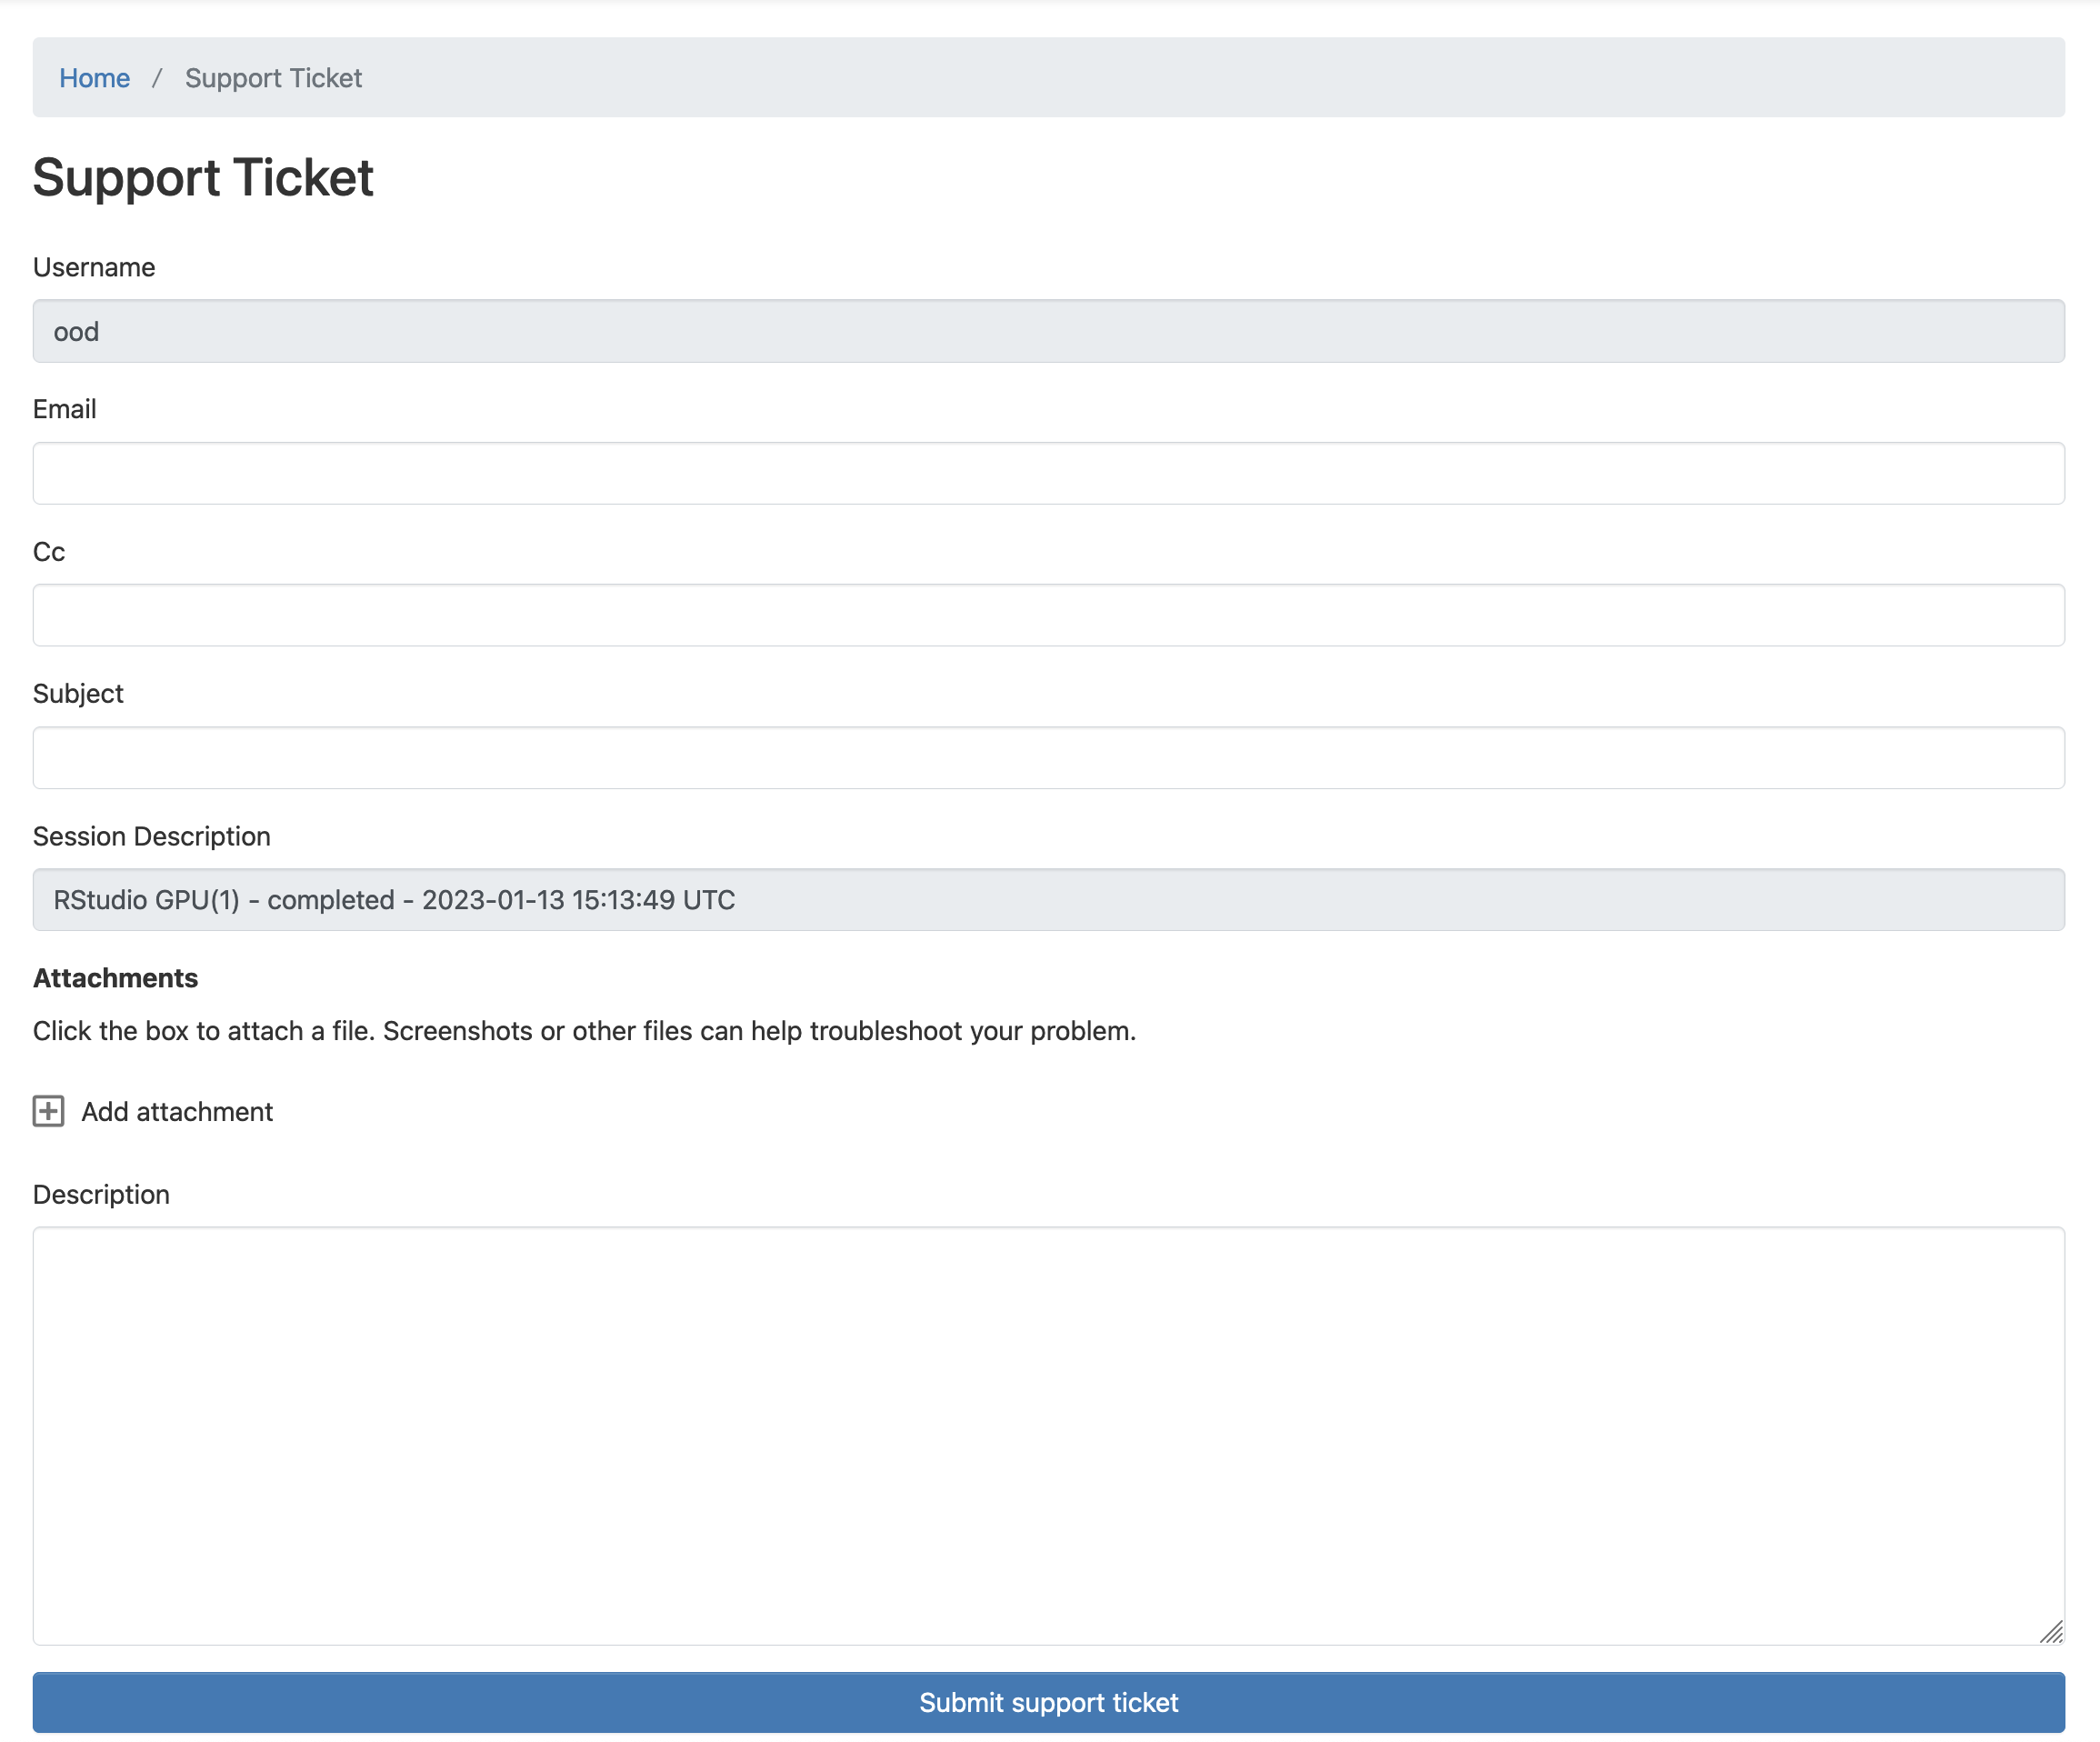 Home / Support Ticket
Support Ticket
Username
ood
Email
Cc
Subject
Session Description
RStudio GPU(1) - completed - 2023-01-13 15:13:49 UTC
Attachments
Click the box to attach a file. Screenshots or other files can help troubleshoot your problem.
Add attachment
Description
Submit support ticket